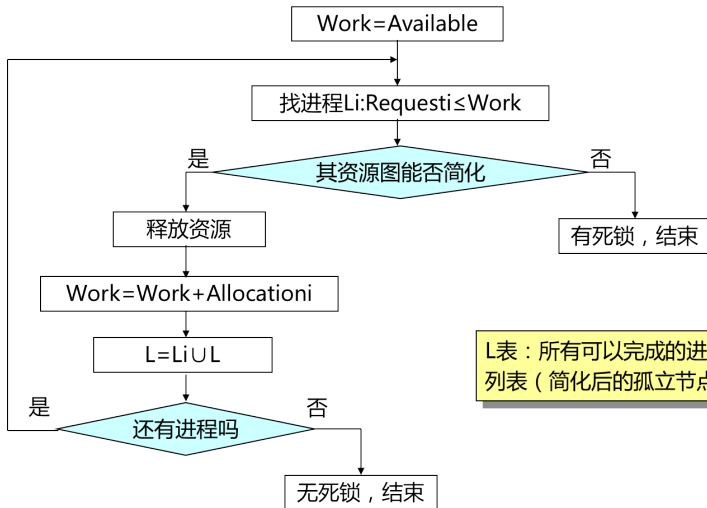 Work=Available
找进程Li:Requesti≤Work
其资源图能否简化
是
否
释放资源
有死锁，结束
Work=Work+Allocationi
L=Li∪L
L表：所有可以完成的进
列表（简化后的孤立节点
是
还有进程吗
否
无死锁，结束